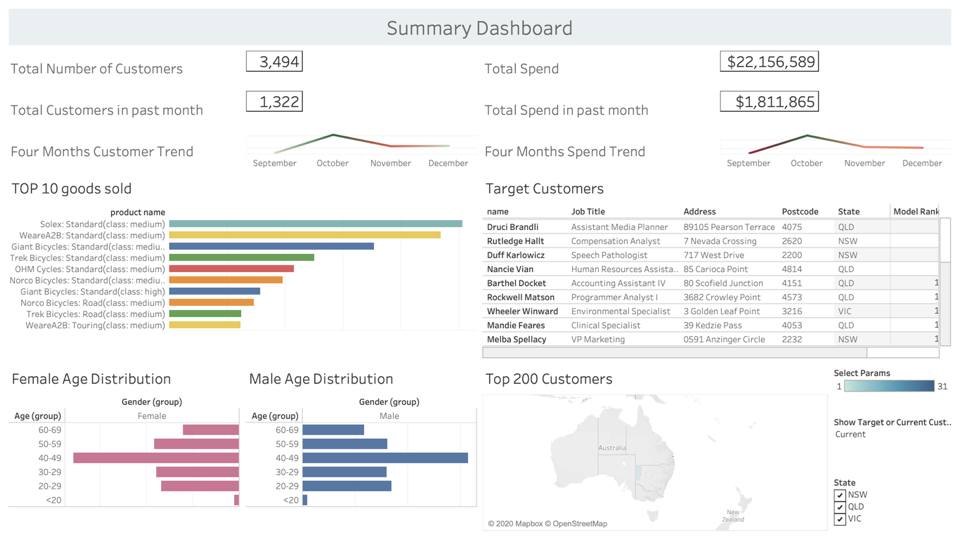 Summary Dashboard
Total Number of Customers 3,494
Total Spend $22,156,589
Total Customers in past month 1,322
Total Spend in past month $1,811,865
Four Months Customer Trend
September October November December
Four Months Spend Trend
September October November December
TOP 10 goods sold
product name
Solex: Standard(class: medium)
WeareA2B: Standard(class: medium)
Giant Bicycles: Standard(class: mediu..
Trek Bicycles: Standard(class: medium)
OHM Cycles: Standard(class: medium)
Norco Bicycles: Standard(class: mediu..
Giant Bicycles: Standard(class: high)
Norco Bicycles: Road(class: medium)
Trek Bicycles: Road(class: medium)
WeareA2B: Touring(class: medium)
Target Customers
name Job Title Address Postcode State Model Rank
Druci Brandli Assistant Media Planner 89105 Pearson Terrace 4075 QLD
Rutledge Hallt Compensation Analyst 7 Nevada Crossing 2620 NSW
Duff Karlowicz Speech Pathologist 717 West Drive 2200 NSW
Nancie Vian Human Resources Assista.. 85 Carioca Point 4814 QLD
Barthel Docket Accounting Assistant IV 80 Scofield Junction 4151 QLD 1
Rockwell Matson Programmer Analyst I 3682 Crowley Point 4573 QLD 1
Wheeler Winward Environmental Specialist 3 Golden Leaf Point 3216 VIC 1
Mandie Feares Clinical Specialist 39 Kedzie Pass 4053 QLD 1
Melba Spellacy VP Marketing 0591 Anzinger Circle 2232 NSW 1
Female Age Distribution
Gender (group)
Age (group) Female
60-69
50-59
40-49
30-29
20-29
<20
Male Age Distribution
Gender (group)
Age (group) Male
60-69
50-59
40-49
30-29
20-29
<20
Top 200 Customers
Australia
New
Zealand
© 2020 Mapbox © OpenStreetMap
Select Params
1 31
Show Target or Current Cust..
Current
State
NSW
QLD
VIC